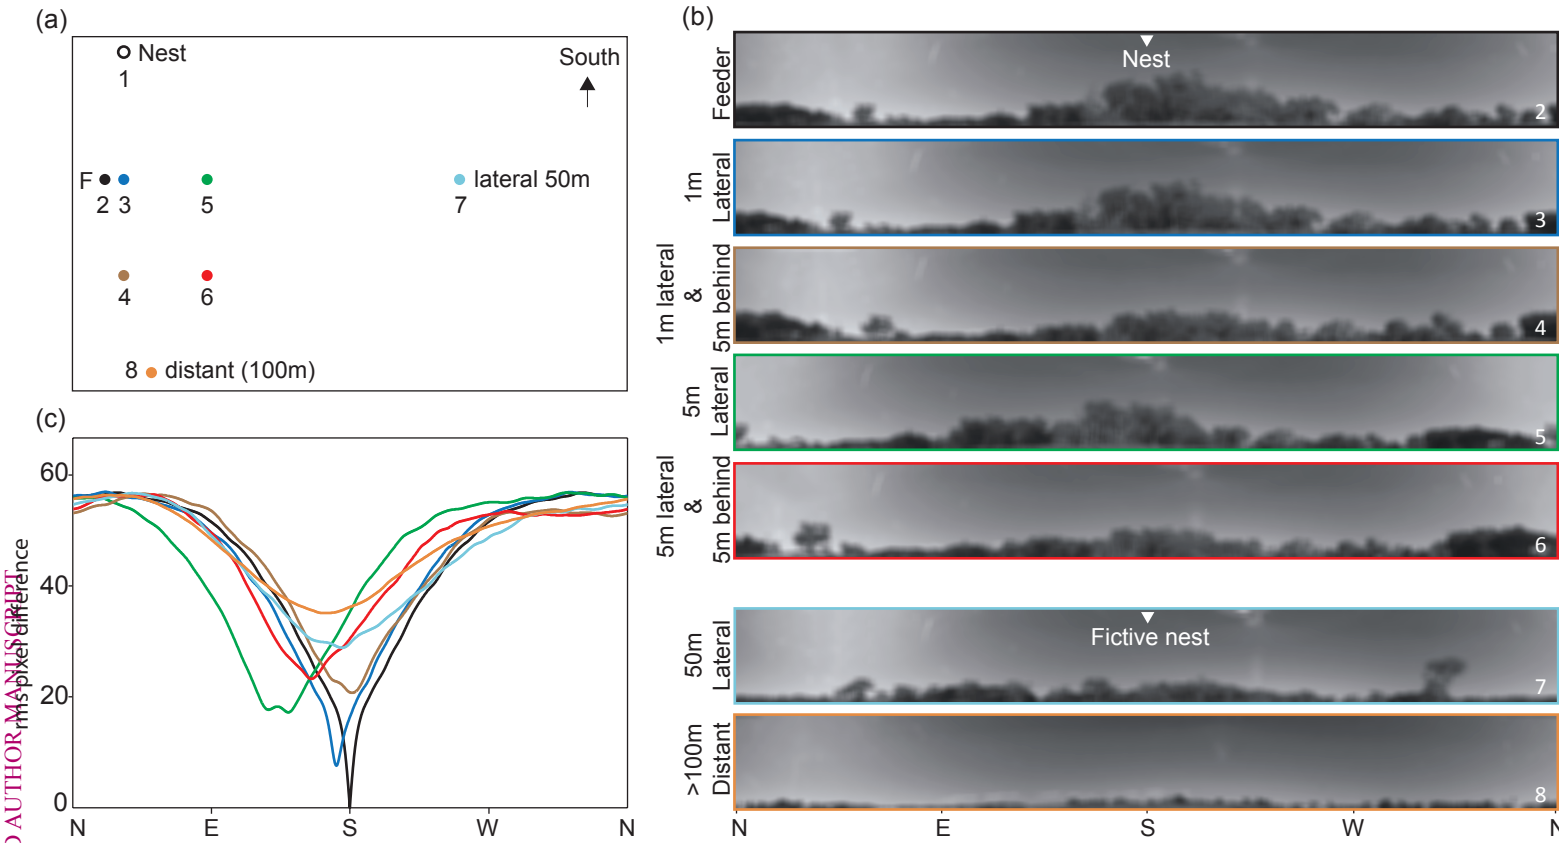 (a)
Nest
1
South
F
2 3
5
lateral 50m
7
4
6
8
distant (100m)
(b)
Feeder
Nest
2
1m
Lateral
3
1m lateral
&
5m behind
4
5m
Lateral
5
5m lateral
&
5m behind
6
50m
Lateral
Fictive nest
7
>100m
Distant
8
N
E
S
W
N
(c)
rms pixel difference
60
40
20
0
N
E
S
W
N
AUTHOR MANUSCRIPT